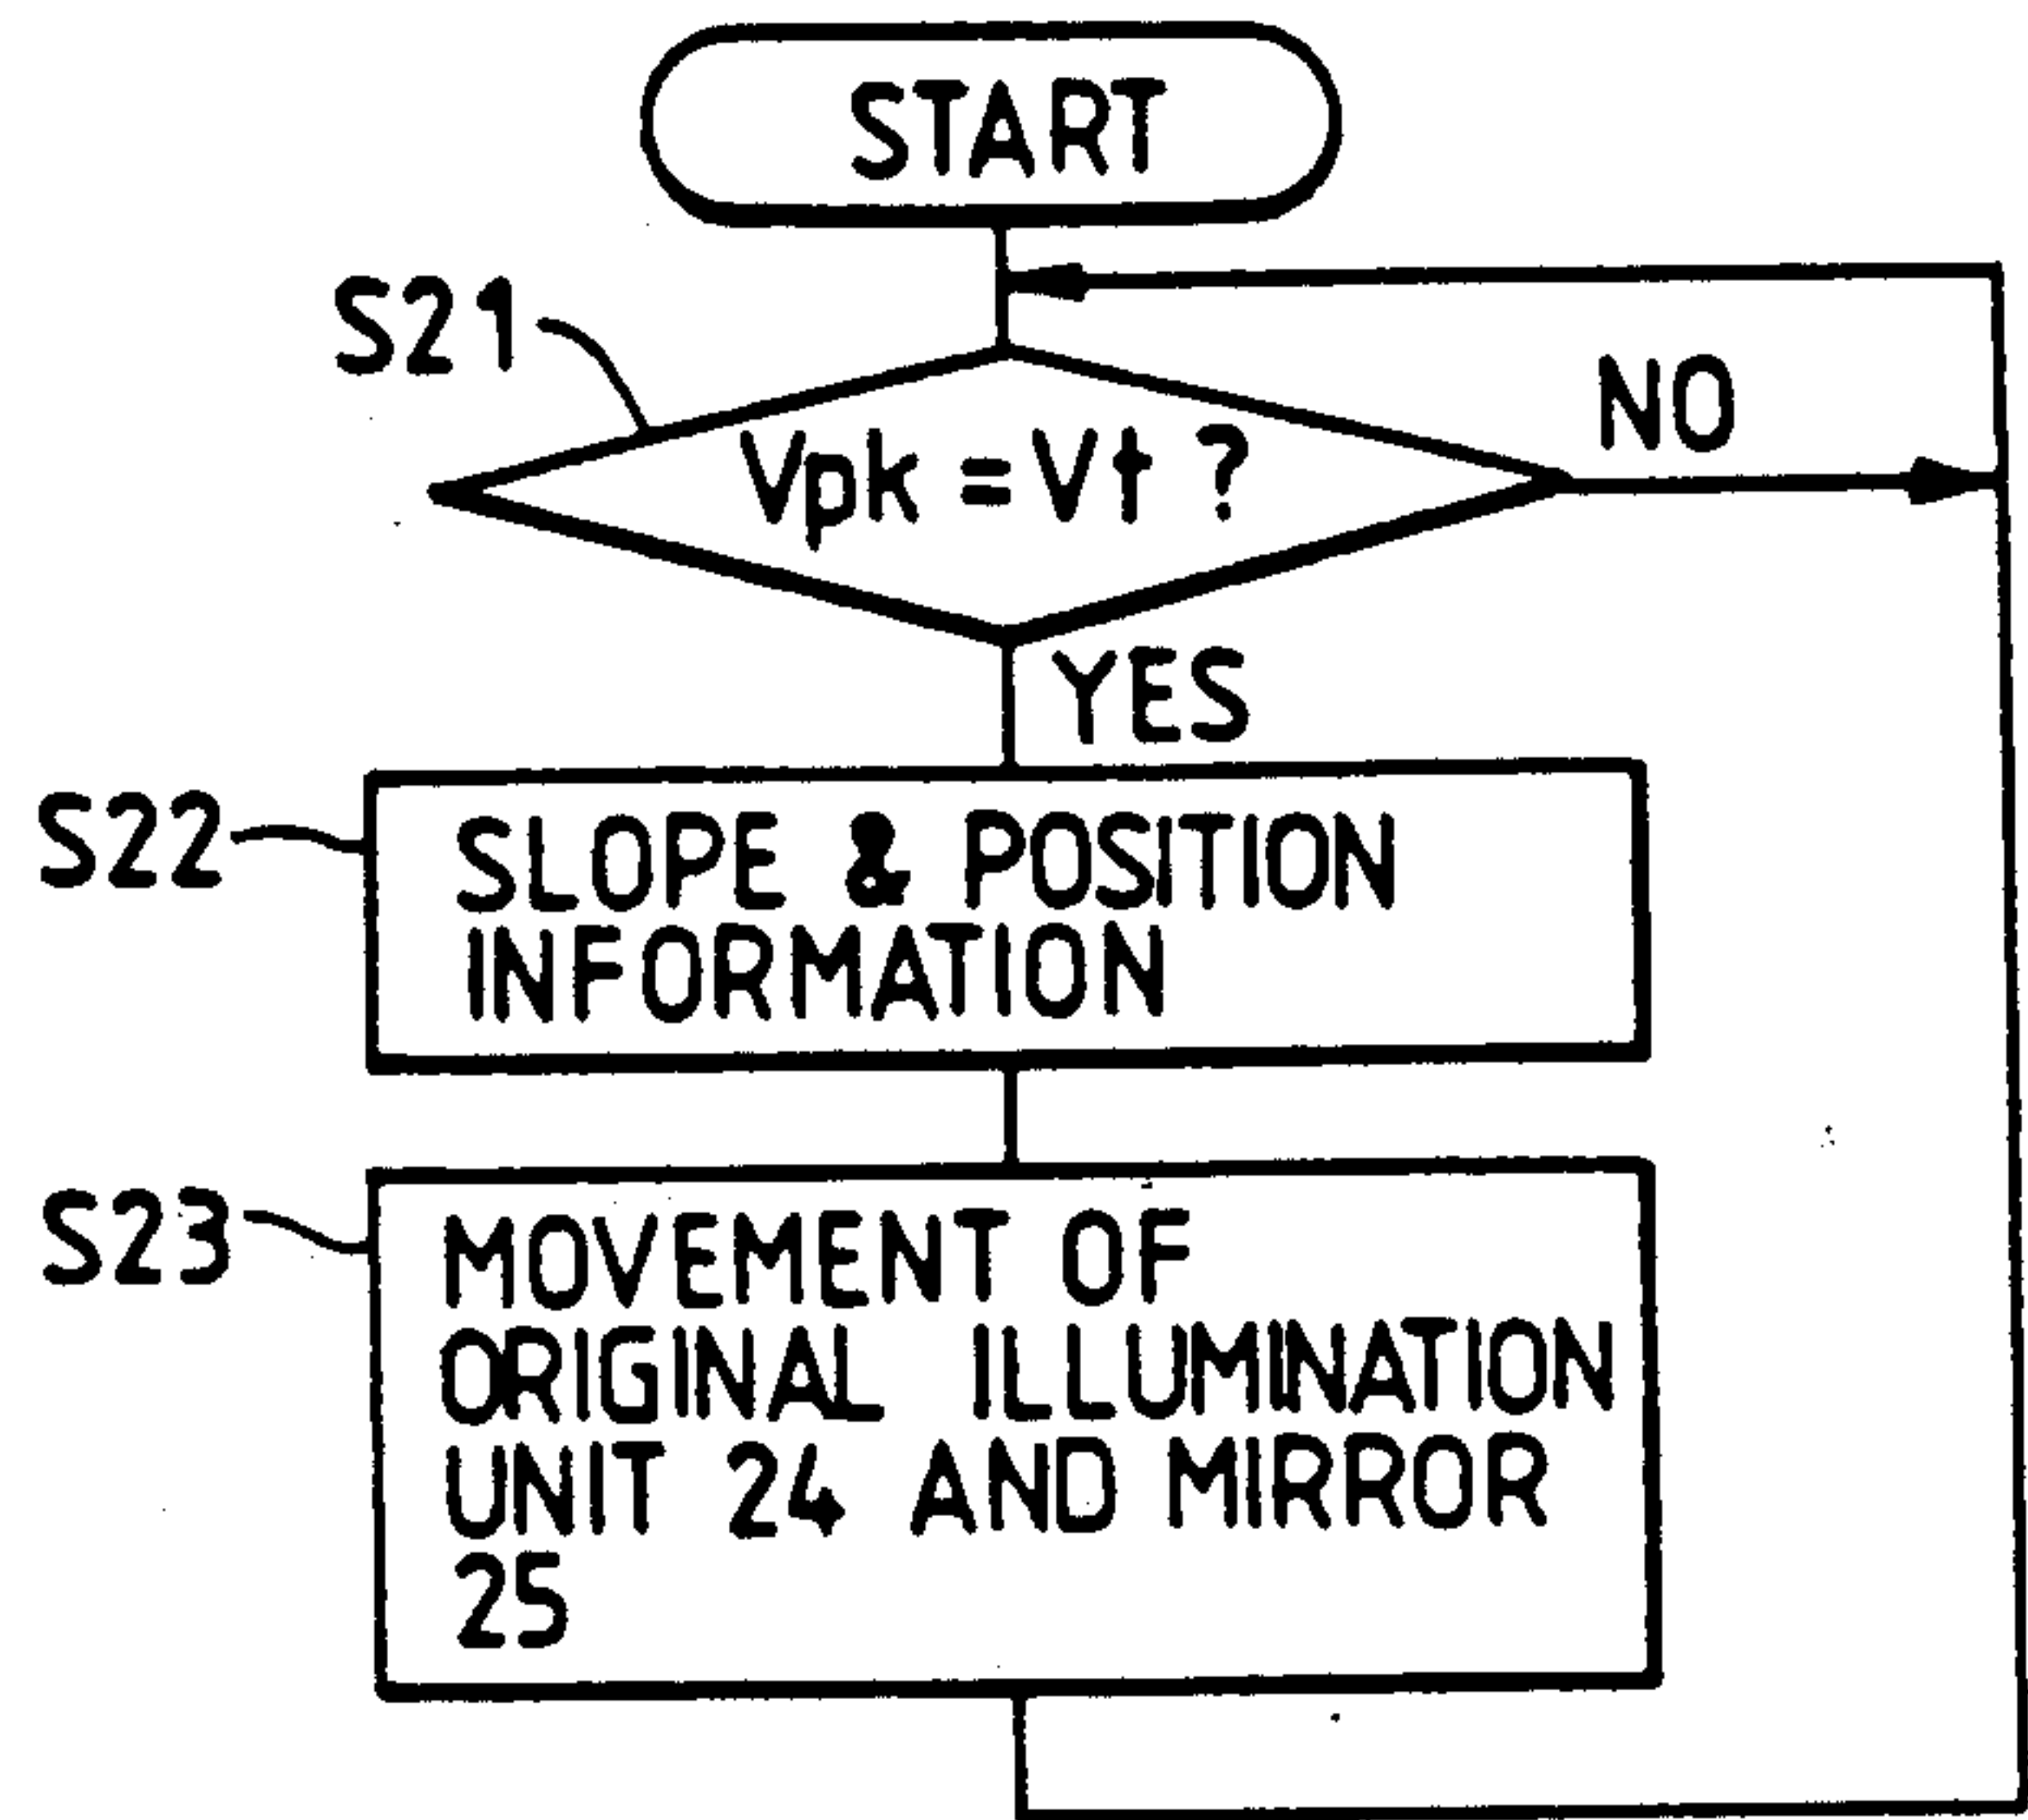 START
S21
Vpk = Vt ?
NO
YES
S22
SLOPE & POSITION
INFORMATION
S23
MOVEMENT OF
ORIGINAL ILLUMINATION
UNIT 24 AND MIRROR
25